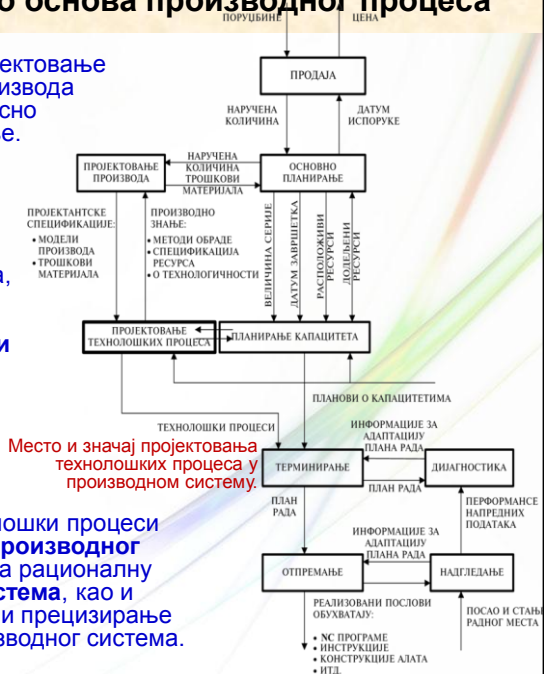 о основа производног процеса
ПОРУЏБИНЕ
ЦЕНА
ПРОДАЈА
НАРУЧЕНА
КОЛИЧИНА
ДАТУМ
ИСПОРУКЕ
ПРОЈЕКТОВАЊЕ
ПРОИЗВОДА
НАРУЧЕНА
КОЛИЧИНА
ТРОШКОВИ
МАТЕРИЈАЛА
ОСНОВНО
ПЛАНИРАЊЕ
ПРОЈЕКТАНТСКЕ
СПЕЦИФИКАЦИЈЕ:
• МОДЕЛИ
ПРОИЗВОДА
• ТРОШКОВИ
МАТЕРИЈАЛА
ПРОИЗВОДНО
ЗНАЊЕ:
• МЕТОДИ ОБРАДЕ
• СПЕЦИФИКАЦИЈА
РЕСУРСА
• О ТЕХНОЛОГИЧНОСТИ
ВЕЛИЧИНА СЕРИЈЕ
ДАТУМ ЗАВРШЕТКА
РАСПОЛОЖИВИ
РЕСУРСИ
ДОДЕЉЕНИ
РЕСУРСИ
ПРОЈЕКТОВАЊЕ
ТЕХНОЛОШКИХ ПРОЦЕСА
ПЛАНИРАЊЕ КАПАЦИТЕТА
ПЛАНОВИ О КАПАЦИТЕТИМА
ТЕХНОЛОШКИ ПРОЦЕСИ
ИНФОРМАЦИЈЕ ЗА
АДАПТАЦИЈУ
ПЛАНА РАДА
ТЕРМИНИРАЊЕ
ДИЈАГНОСТИКА
ПЛАН РАДА
ПЛАН
РАДА
ПЕРФОРМАНСЕ
НАПРЕДНИХ
ПОДАТАКА
ИНФОРМАЦИЈЕ ЗА
АДАПТАЦИЈУ
ПЛАНА РАДА
ОТПРЕМАЊЕ
НАДГЛЕДАЊЕ
РЕАЛИЗОВАНИ ПОСЛОВИ
ОБУХВАТАЈУ:
• NC ПРОГРАМЕ
• ИНСТРУКЦИЈЕ
• КОНСТРУКЦИЈЕ АЛАТА
• ИТД.
ПОСАО И СТАЊ
РАДНОГ МЕСТА
јектовање
извода
сно
е.
а,
и
Место и значај пројектовања
технолошких процеса у
производном систему.
лошки процеси
производног
а рационалну
стема, као и
и прецизирање
зводног система.